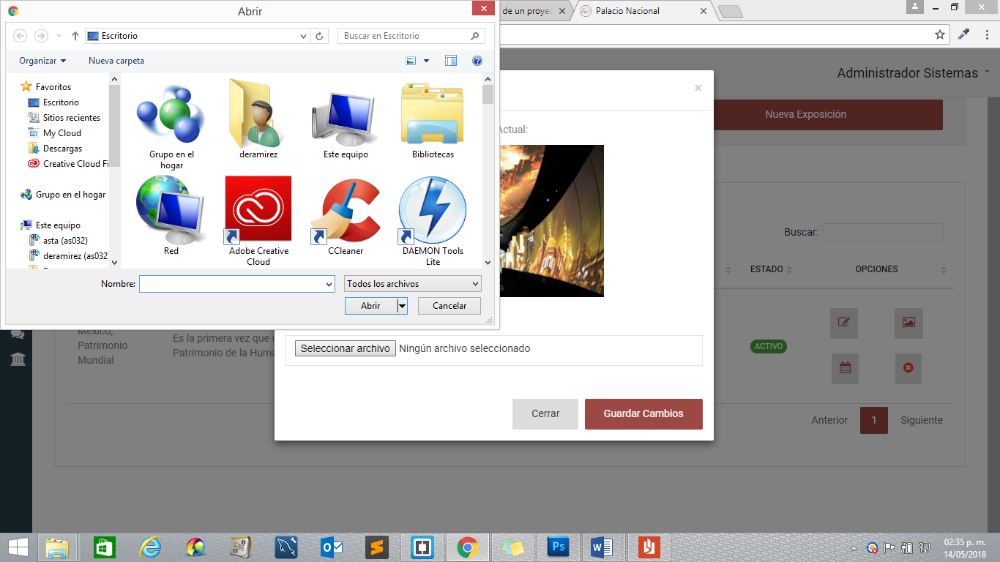 Abrir
de un proyec
Palacio Nacional
Escritorio
Buscar en Escritorio
Organizar
Nueva carpeta
Favoritos
Escritorio
Sitios recientes
My Cloud
Descargas
Creative Cloud Fi
Grupo en el hogar
Este equipo
asta (as032)
deramirez (as032)
Grupo en el
hogar
deramirez
Este equipo
Bibliotecas
Red
Adobe Creative
Cloud
CCleaner
DAEMON Tools
Lite
Nombre:
Todos los archivos
Abrir
Cancelar
Administrador Sistemas
×
Nueva Exposición
Actual:
Buscar:
ESTADO
OPCIONES
México,
Patrimonio
Mundial
Es la primera vez que
Patrimonio de la Huma
ACTIVO
Seleccionar archivo
Ningún archivo seleccionado
Cerrar
Guardar Cambios
Anterior
1
Siguiente
Ps
02:35 p. m.
14/05/2018